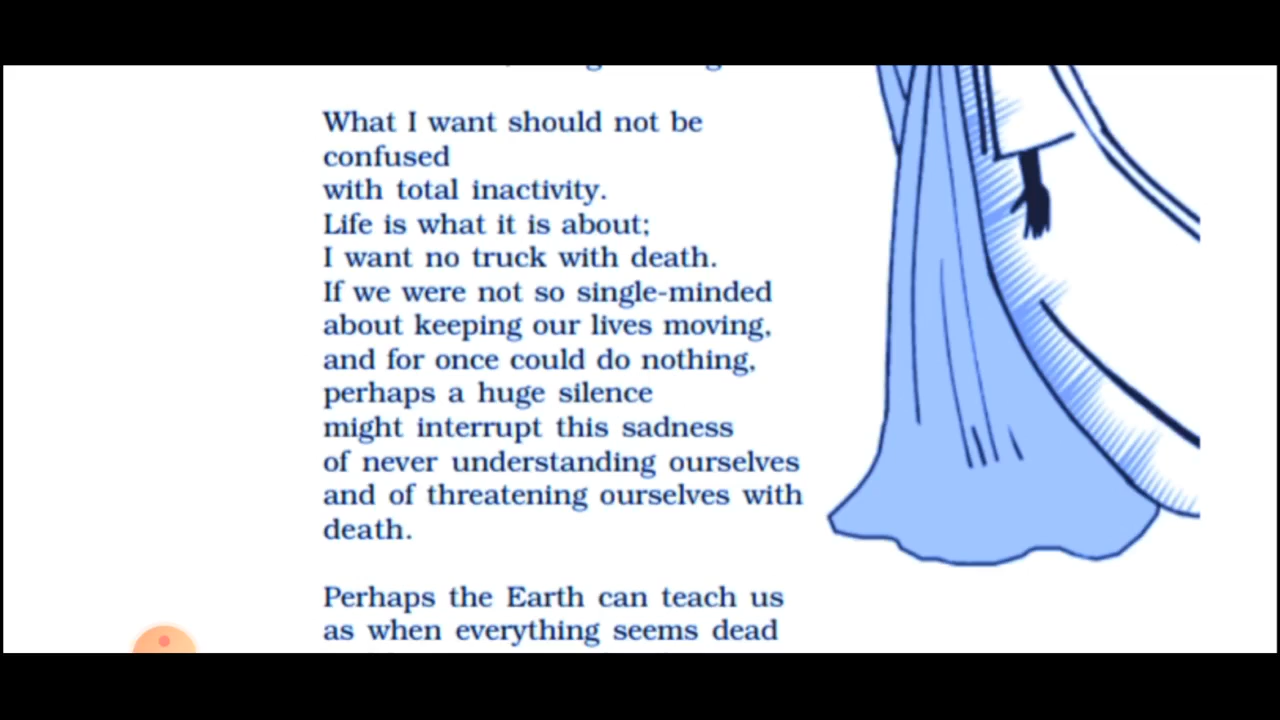 What I want should not be
confused
with total inactivity.
Life is what it is about;
I want no truck with death.
If we were not so single-minded
about keeping our lives moving,
and for once could do nothing,
perhaps a huge silence
might interrupt this sadness
of never understanding ourselves
and of threatening ourselves with
death.
Perhaps the Earth can teach us
as when everything seems dead